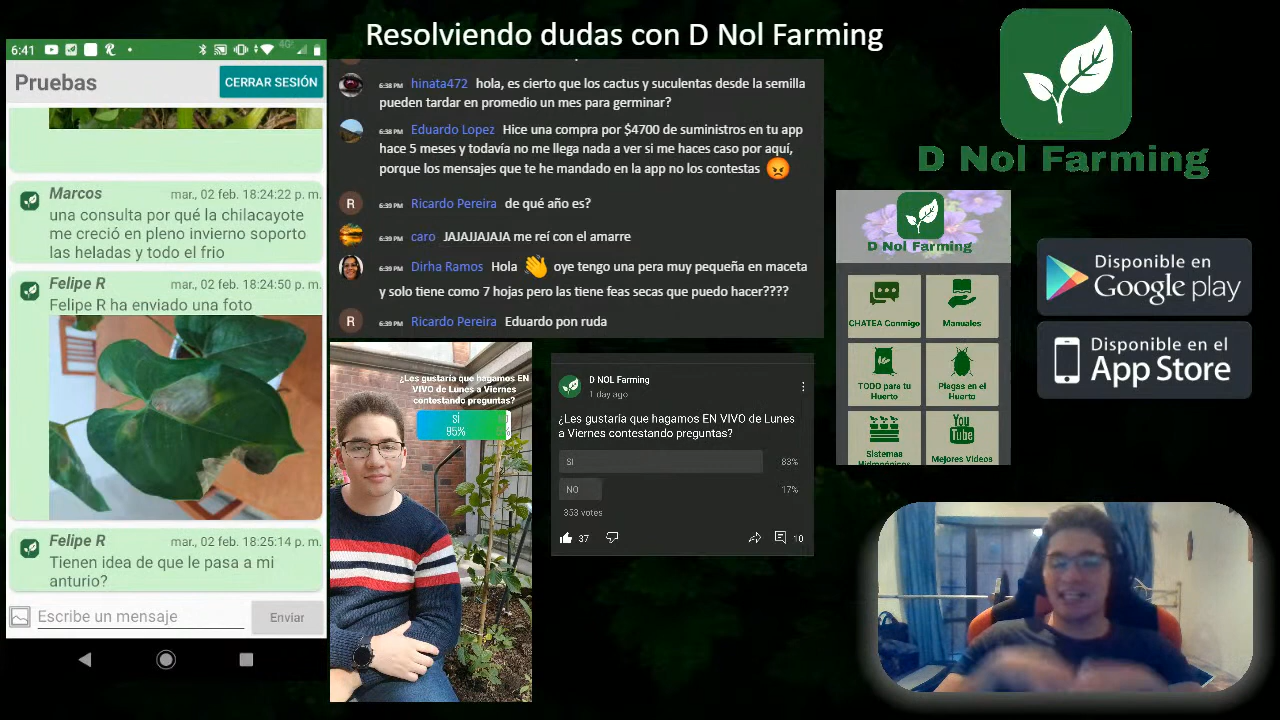 Resolviendo dudas con D Nol Farming
6:41
Pruebas
CERRAR SESIÓN
Marcos
mar., 02 feb. 18:24:22 p. m.
una consulta por qué la chilacayote
me creció en pleno invierno soporto
las heladas y todo el frio
Felipe R
mar., 02 feb. 18:24:50 p. m.
Felipe R ha enviado una foto
Felipe R
mar., 02 feb. 18:25:14 p. m.
Tienen idea de que le pasa a mi
anturio?
Escribe un mensaje
Enviar
6:38 PM hinata472 hola, es cierto que los cactus y suculentas desde la semilla
pueden tardar en promedio un mes para germinar?
6:38 PM Eduardo Lopez Hice una compra por $4700 de suministros en tu app
hace 5 meses y todavía no me llega nada a ver si me haces caso por aquí,
porque los mensajes que te he mandado en la app no los contestas 😡
R 6:39 PM Ricardo Pereira de qué año es?
6:39 PM caro JAJAJJAJAJA me reí con el amarre
6:39 PM Dirha Ramos Hola 👋 oye tengo una pera muy pequeña en maceta
y solo tiene como 7 hojas pero las tiene feas secas que puedo hacer????
R 6:39 PM Ricardo Pereira Eduardo pon ruda
¿Les gustaría que hagamos EN
VIVO de Lunes a Viernes
contestando preguntas?
SÍ
95%
D NOL Farming
1 day ago
¿Les gustaría que hagamos EN VIVO de Lunes
a Viernes contestando preguntas?
SI 83%
NO 17%
353 votes
37
10
D Nol Farming
D Nol Farming
CHATEA Conmigo
Manuales
TODO para tu
Huerto
Plagas en el
Huerto
Sistemas
You
Tube
Mejores Videos
Disponible en
Google play
Disponible en el
App Store